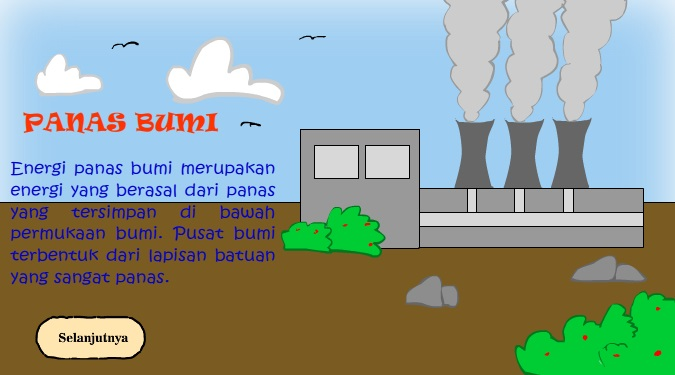 PANAS BUMI
Energi panas bumi merupakan
energi yang berasal dari panas
yang tersimpan di bawah
permukaan bumi. Pusat bumi
terbentuk dari lapisan batuan
yang sangat panas.
Selanjutnya